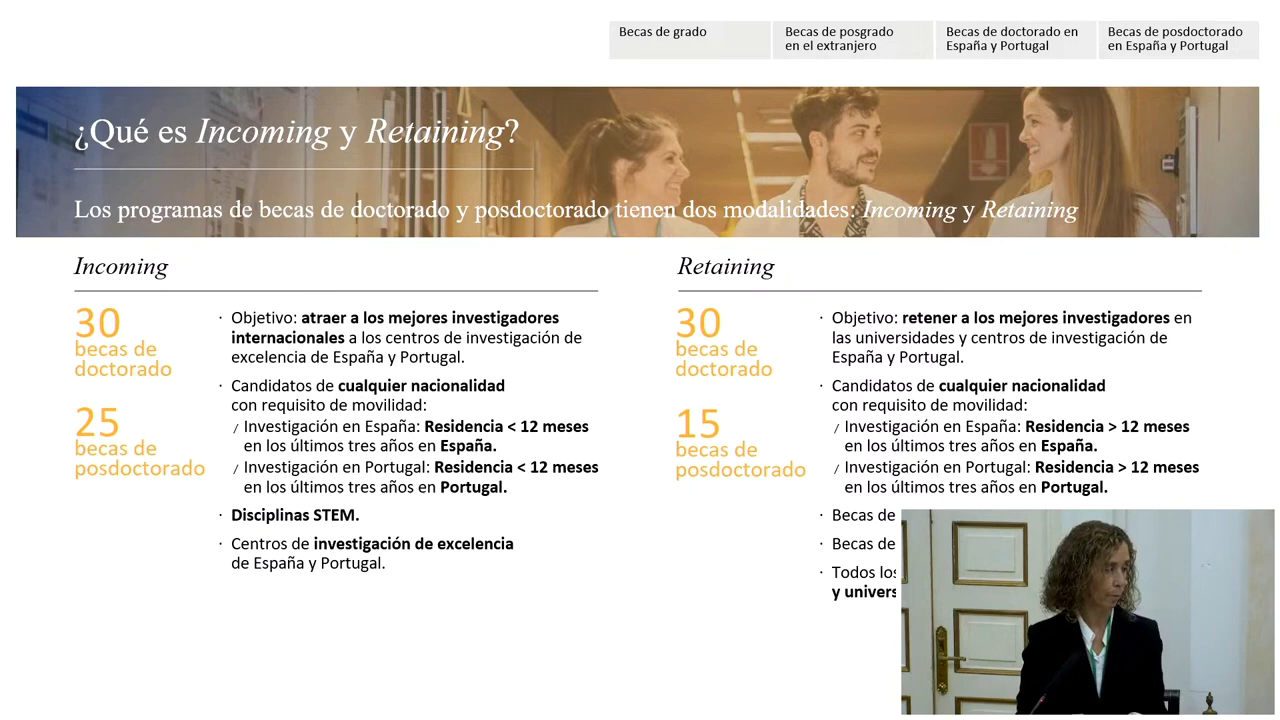 Becas de grado
Becas de posgrado
en el extranjero
Becas de doctorado en
España y Portugal
Becas de posdoctorado
en España y Portugal
¿Qué es Incoming y Retaining?
Los programas de becas de doctorado y posdoctorado tienen dos modalidades: Incoming y Retaining
Incoming
30
becas de
doctorado
25
becas de
posdoctorado
· Objetivo: atraer a los mejores investigadores
internacionales a los centros de investigación de
excelencia de España y Portugal.
· Candidatos de cualquier nacionalidad
con requisito de movilidad:
/ Investigación en España: Residencia < 12 meses
en los últimos tres años en España.
/ Investigación en Portugal: Residencia < 12 meses
en los últimos tres años en Portugal.
· Disciplinas STEM.
· Centros de investigación de excelencia
de España y Portugal.
Retaining
30
becas de
doctorado
15
becas de
posdoctorado
· Objetivo: retener a los mejores investigadores en
las universidades y centros de investigación de
España y Portugal.
· Candidatos de cualquier nacionalidad
con requisito de movilidad:
/ Investigación en España: Residencia > 12 meses
en los últimos tres años en España.
/ Investigación en Portugal: Residencia > 12 meses
en los últimos tres años en Portugal.
· Becas de
· Becas de
· Todos los
y univers